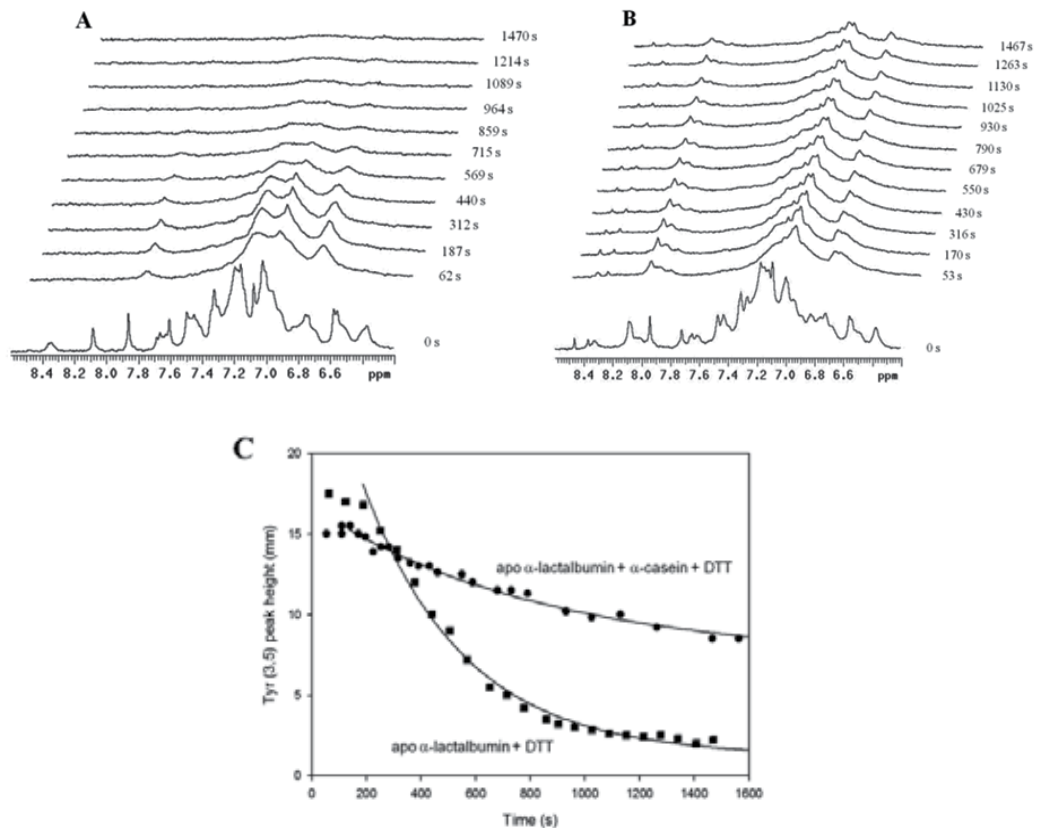 A
1470 s
1214 s
1089 s
964 s
859 s
715 s
569 s
440 s
312 s
187 s
62 s
0 s
8.4 8.2 8.0 7.8 7.6 7.4 7.2 7.0 6.8 6.6 ppm
B
1467 s
1263 s
1130 s
1025 s
930 s
790 s
679 s
550 s
430 s
316 s
170 s
53 s
0 s
8.4 8.2 8.0 7.8 7.6 7.4 7.2 7.0 6.8 6.6 ppm
C
Tyr (3,5) peak height (mm)
20
15
10
5
0
apo α-lactalbumin + α-casein + DTT
apo α-lactalbumin + DTT
0 200 400 600 800 1000 1200 1400 1600
Time (s)